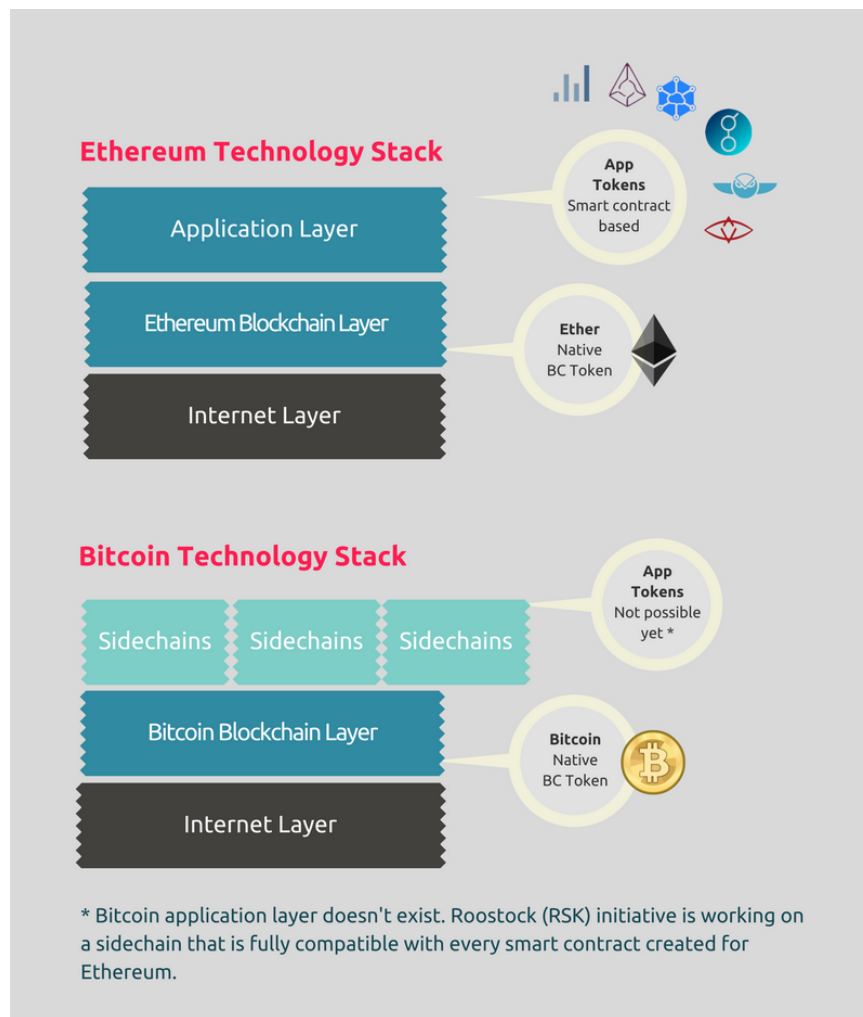 Ethereum Technology Stack
App
Tokens
Smart contract
based
Application Layer
Ethereum Blockchain Layer
Ether
Native
BC Token
Internet Layer
Bitcoin Technology Stack
App
Tokens
Not possible
yet *
Sidechains Sidechains Sidechains
Bitcoin Blockchain Layer
Bitcoin
Native
BC Token
Internet Layer
* Bitcoin application layer doesn't exist. Roostock (RSK) initiative is working on
a sidechain that is fully compatible with every smart contract created for
Ethereum.